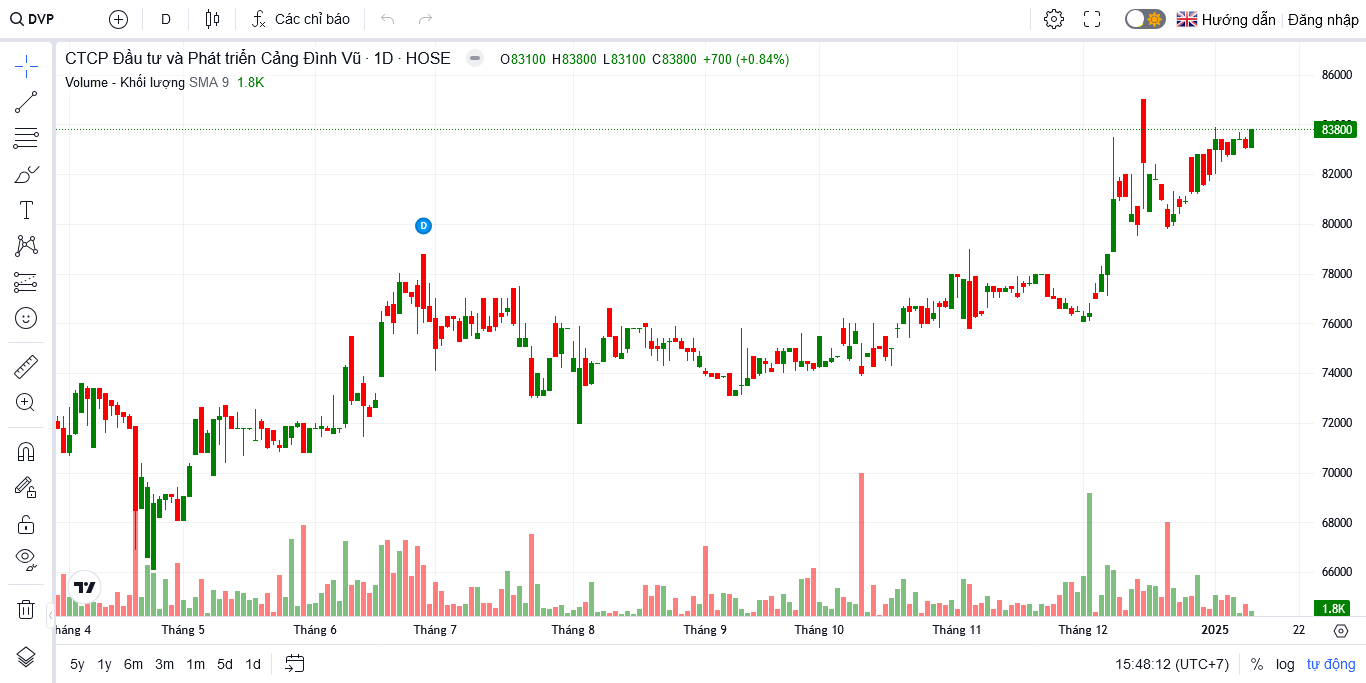 DVP D Các chỉ báo Hướng dẫn Đăng nhập
CTCP Đầu tư và Phát triển Cảng Đình Vũ · 1D · HOSE O83100 H83800 L83100 C83800 +700 (+0.84%)
Volume - Khối lượng SMA 9 1.8K
D
86000
83800
82000
80000
78000
76000
74000
72000
70000
68000
66000
1.8K
háng 4 Tháng 5 Tháng 6 Tháng 7 Tháng 8 Tháng 9 Tháng 10 Tháng 11 Tháng 12 2025 22
5y 1y 6m 3m 1m 5d 1d 15:48:12 (UTC+7) % log tự động